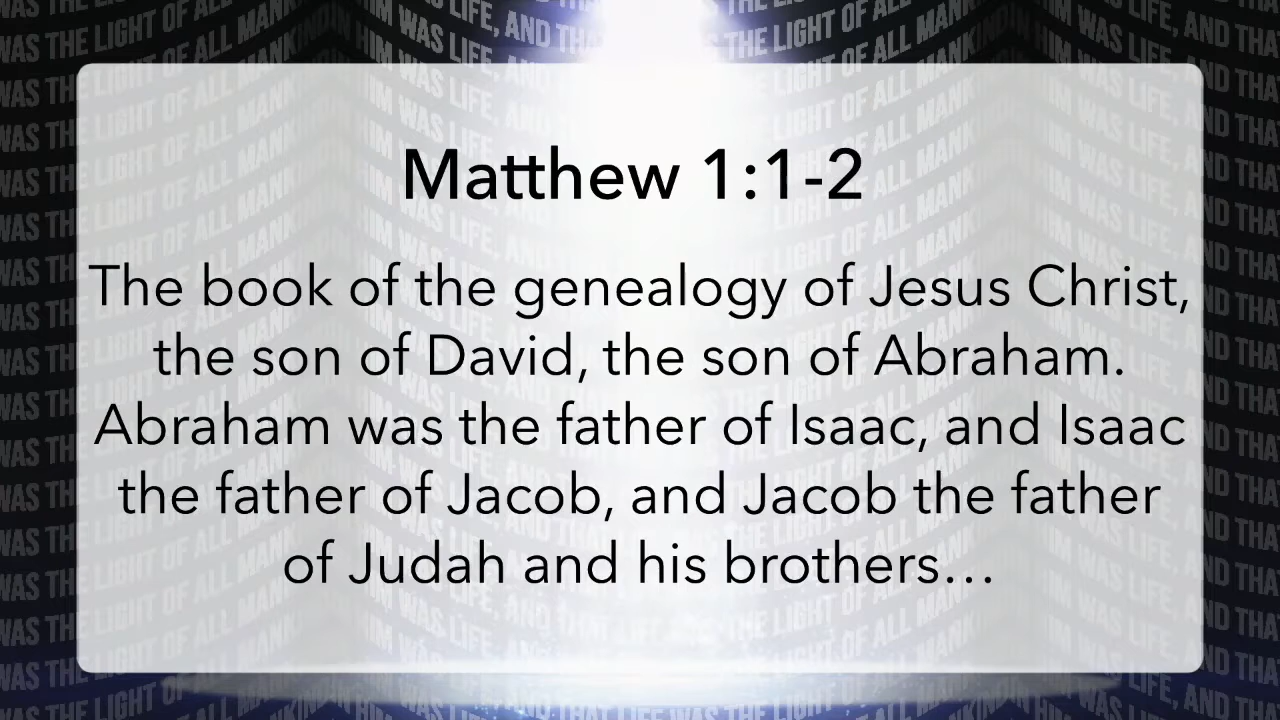 Matthew 1:1-2
The book of the genealogy of Jesus Christ,
the son of David, the son of Abraham.
Abraham was the father of Isaac, and Isaac
the father of Jacob, and Jacob the father
of Judah and his brothers…